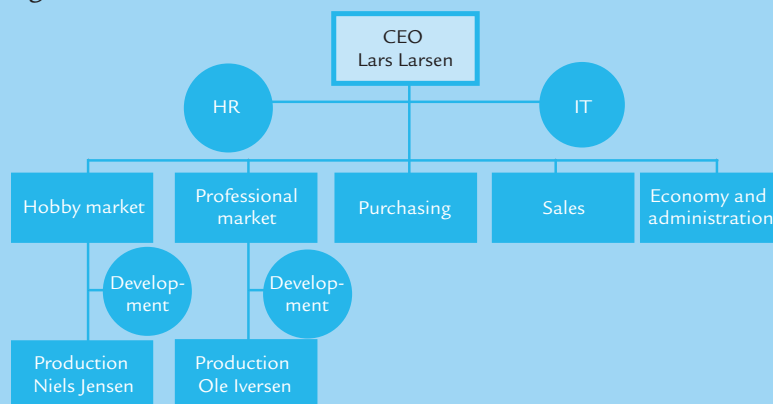 CEO
Lars Larsen
HR
IT
Hobby market
Professional
market
Purchasing
Sales
Economy and
administration
Develop-
ment
Develop-
ment
Production
Niels Jensen
Production
Ole Iversen